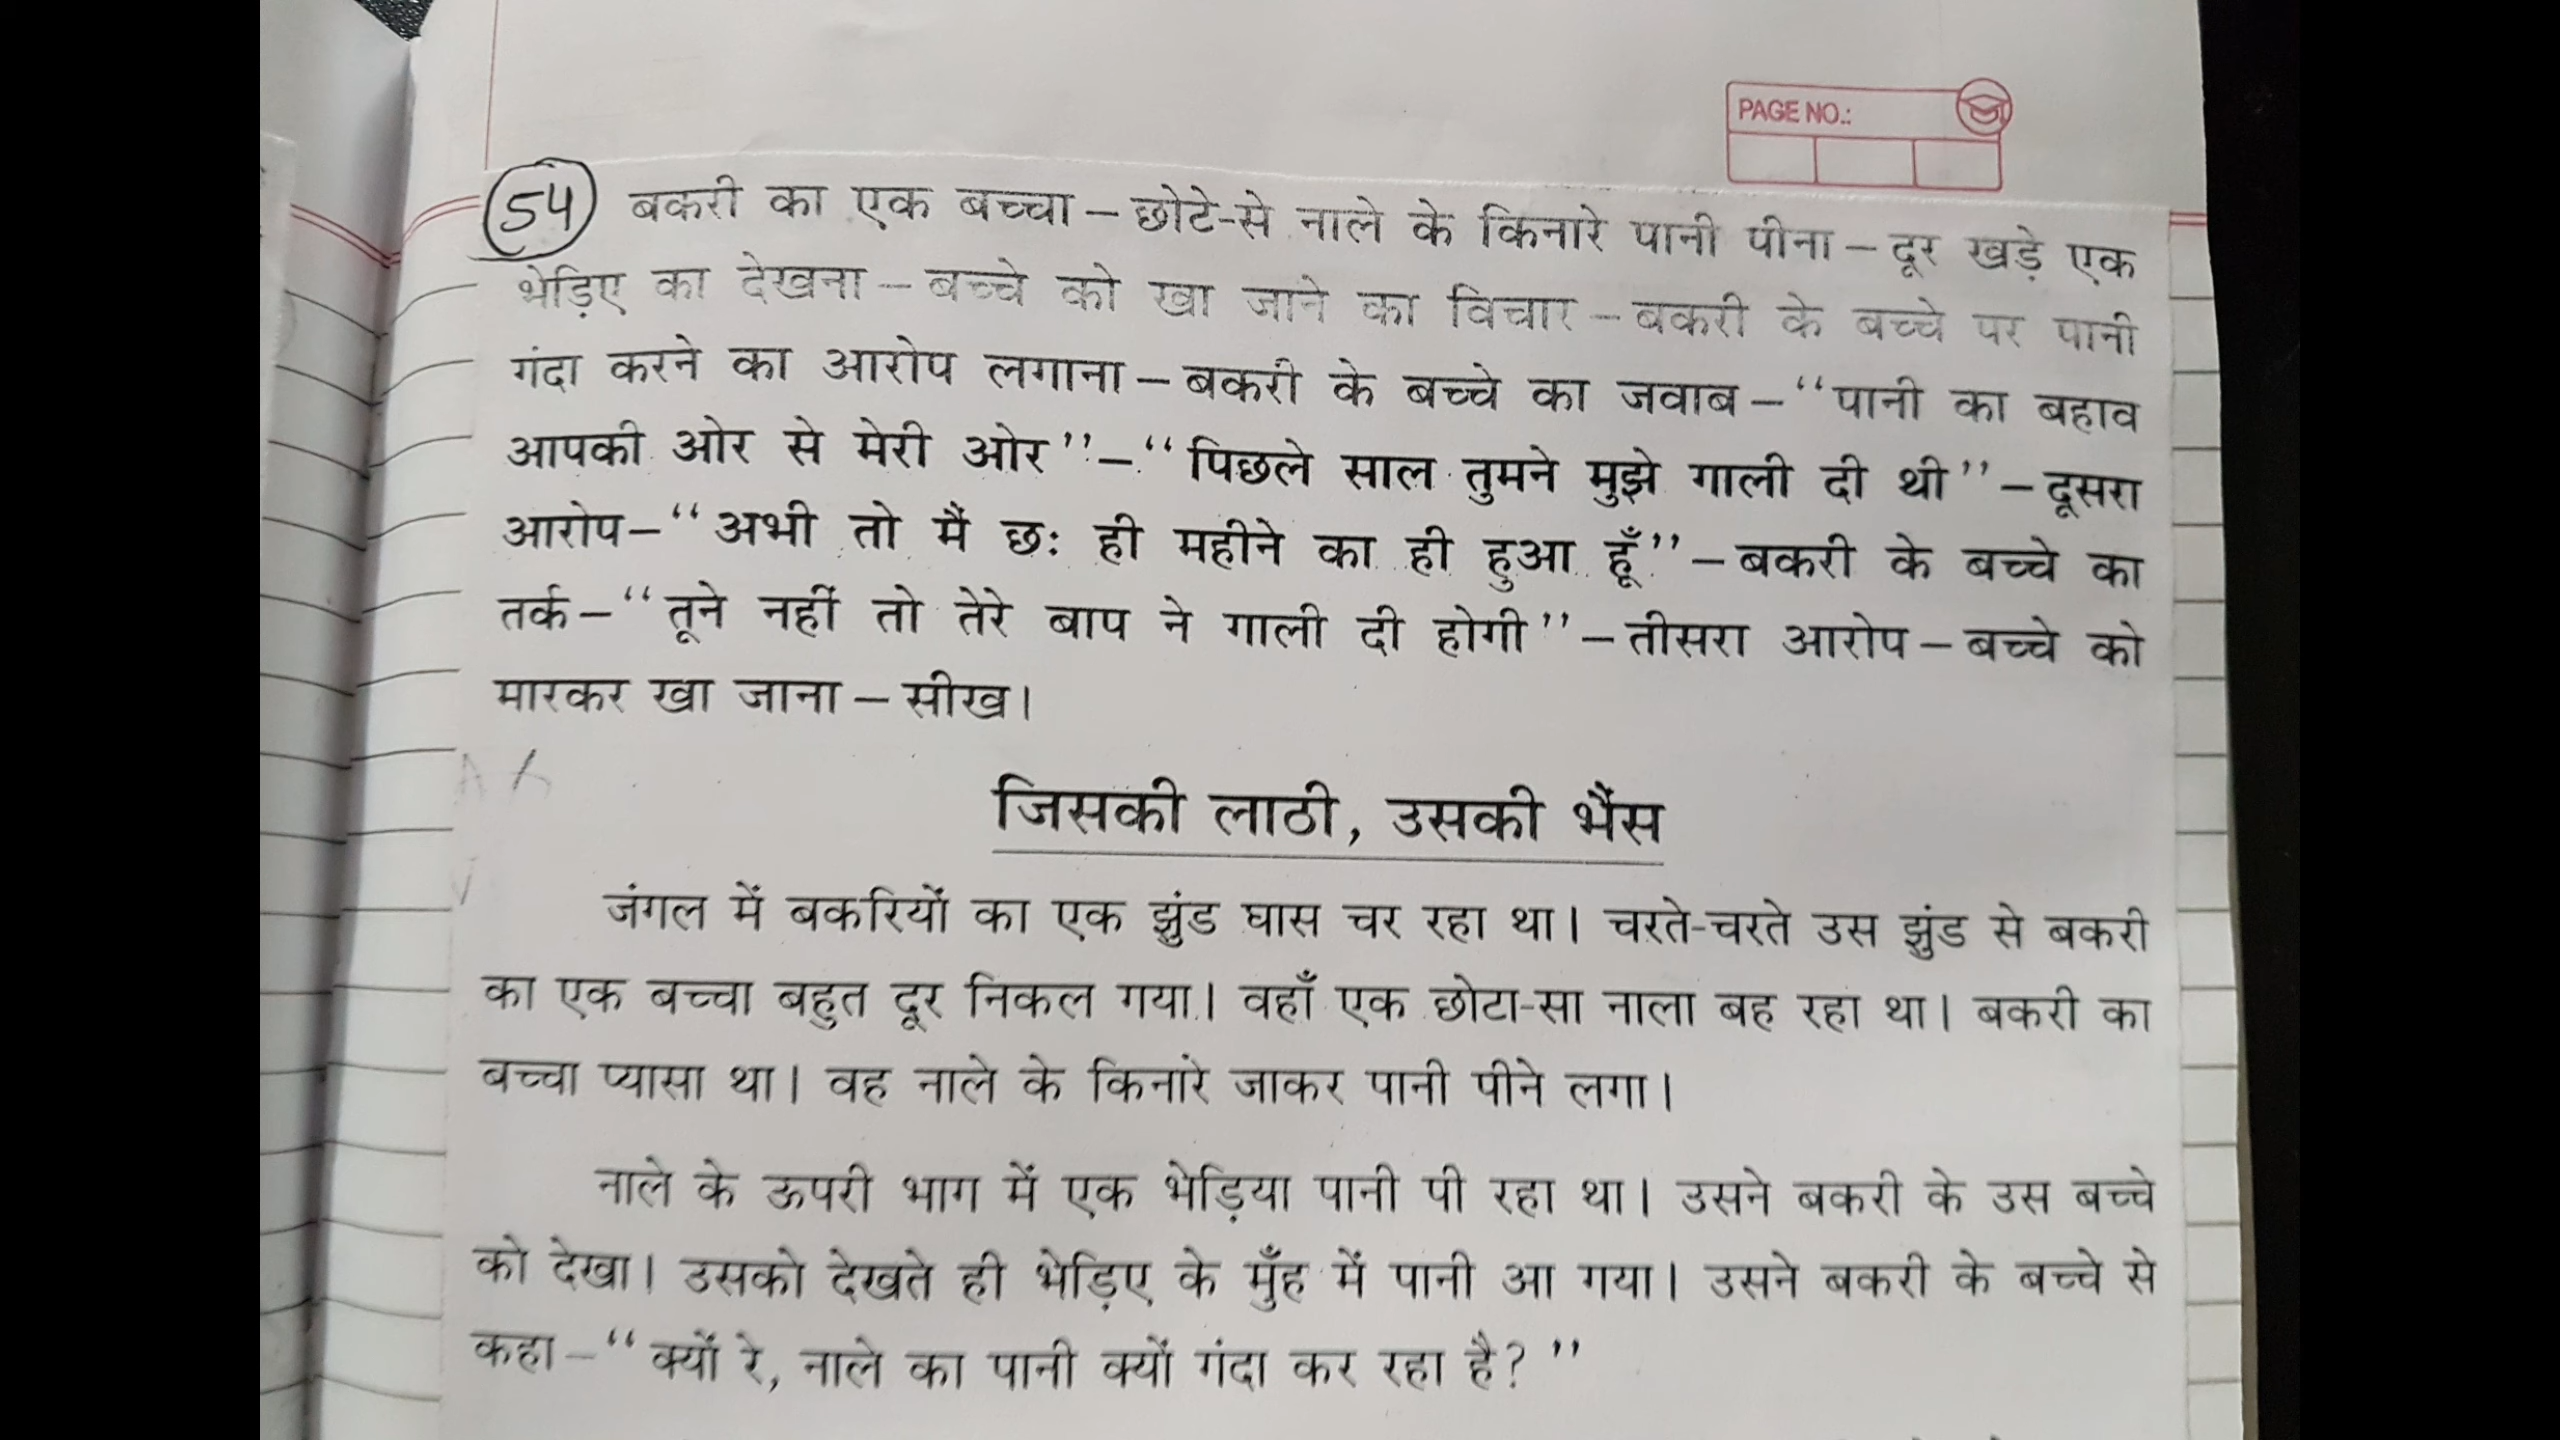 PAGE NO.:
54 बकरी का एक बच्चा – छोटे-से नाले के किनारे पानी पीना – दूर खड़े एक
भेड़िए का देखना – बच्चे को खा जाने का विचार – बकरी के बच्चे पर पानी
गंदा करने का आरोप लगाना – बकरी के बच्चे का जवाब – ‘‘पानी का बहाव
आपकी ओर से मेरी ओर’’ – ‘‘पिछले साल तुमने मुझे गाली दी थी’’ – दूसरा
आरोप – ‘‘अभी तो मैं छः ही महीने का ही हुआ हूँ’’ – बकरी के बच्चे का
तर्क – ‘‘तूने नहीं तो तेरे बाप ने गाली दी होगी’’ – तीसरा आरोप – बच्चे को
मारकर खा जाना – सीख।
जिसकी लाठी, उसकी भैंस
जंगल में बकरियों का एक झुंड घास चर रहा था। चरते-चरते उस झुंड से बकरी
का एक बच्चा बहुत दूर निकल गया। वहाँ एक छोटा-सा नाला बह रहा था। बकरी का
बच्चा प्यासा था। वह नाले के किनारे जाकर पानी पीने लगा।
नाले के ऊपरी भाग में एक भेड़िया पानी पी रहा था। उसने बकरी के उस बच्चे
को देखा। उसको देखते ही भेड़िए के मुँह में पानी आ गया। उसने बकरी के बच्चे से
कहा – ‘‘क्यों रे, नाले का पानी क्यों गंदा कर रहा है?’’